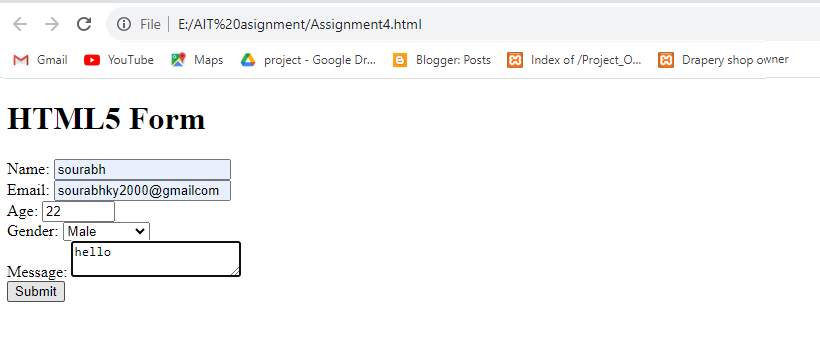 File | E:/AIT%20asignment/Assignment4.html
Gmail YouTube Maps project - Google Dr... Blogger: Posts Index of /Project_O... Drapery shop owner
HTML5 Form
Name: sourabh
Email: sourabhky2000@gmailcom
Age: 22
Gender: Male
Message: hello
Submit